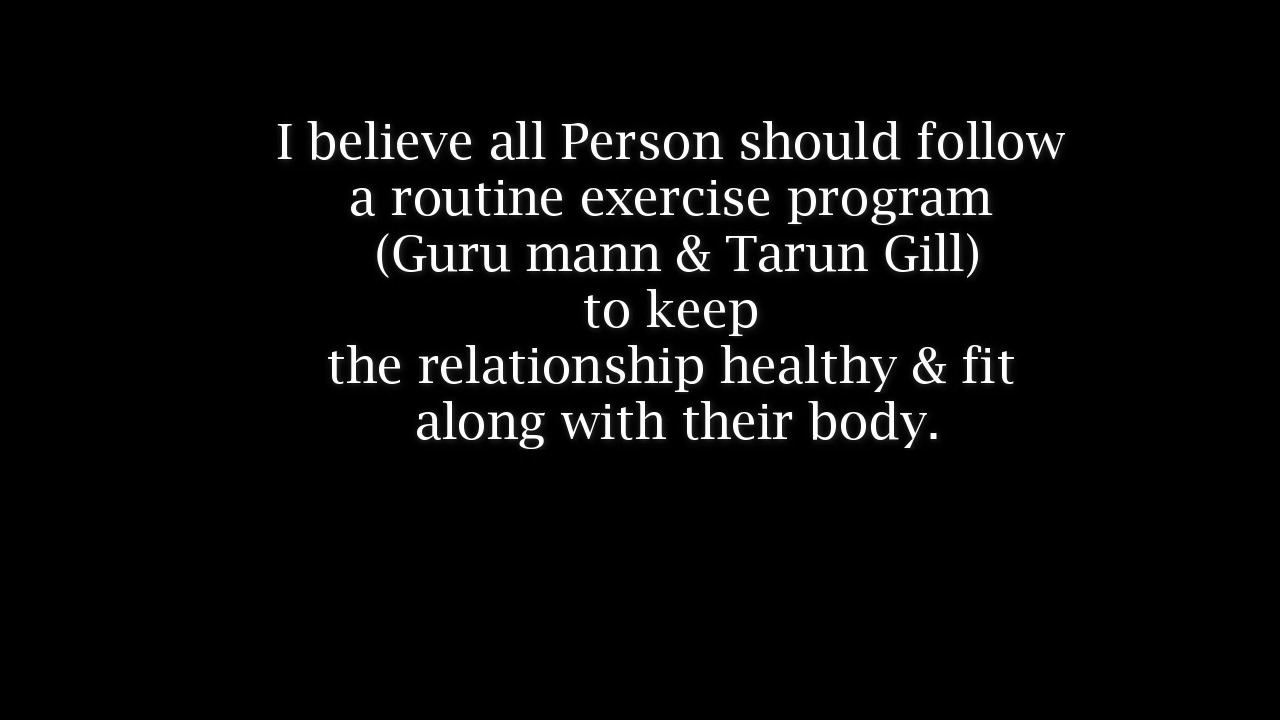 I believe all Person should follow
a routine exercise program
(Guru mann & Tarun Gill)
to keep
the relationship healthy & fit
along with their body.